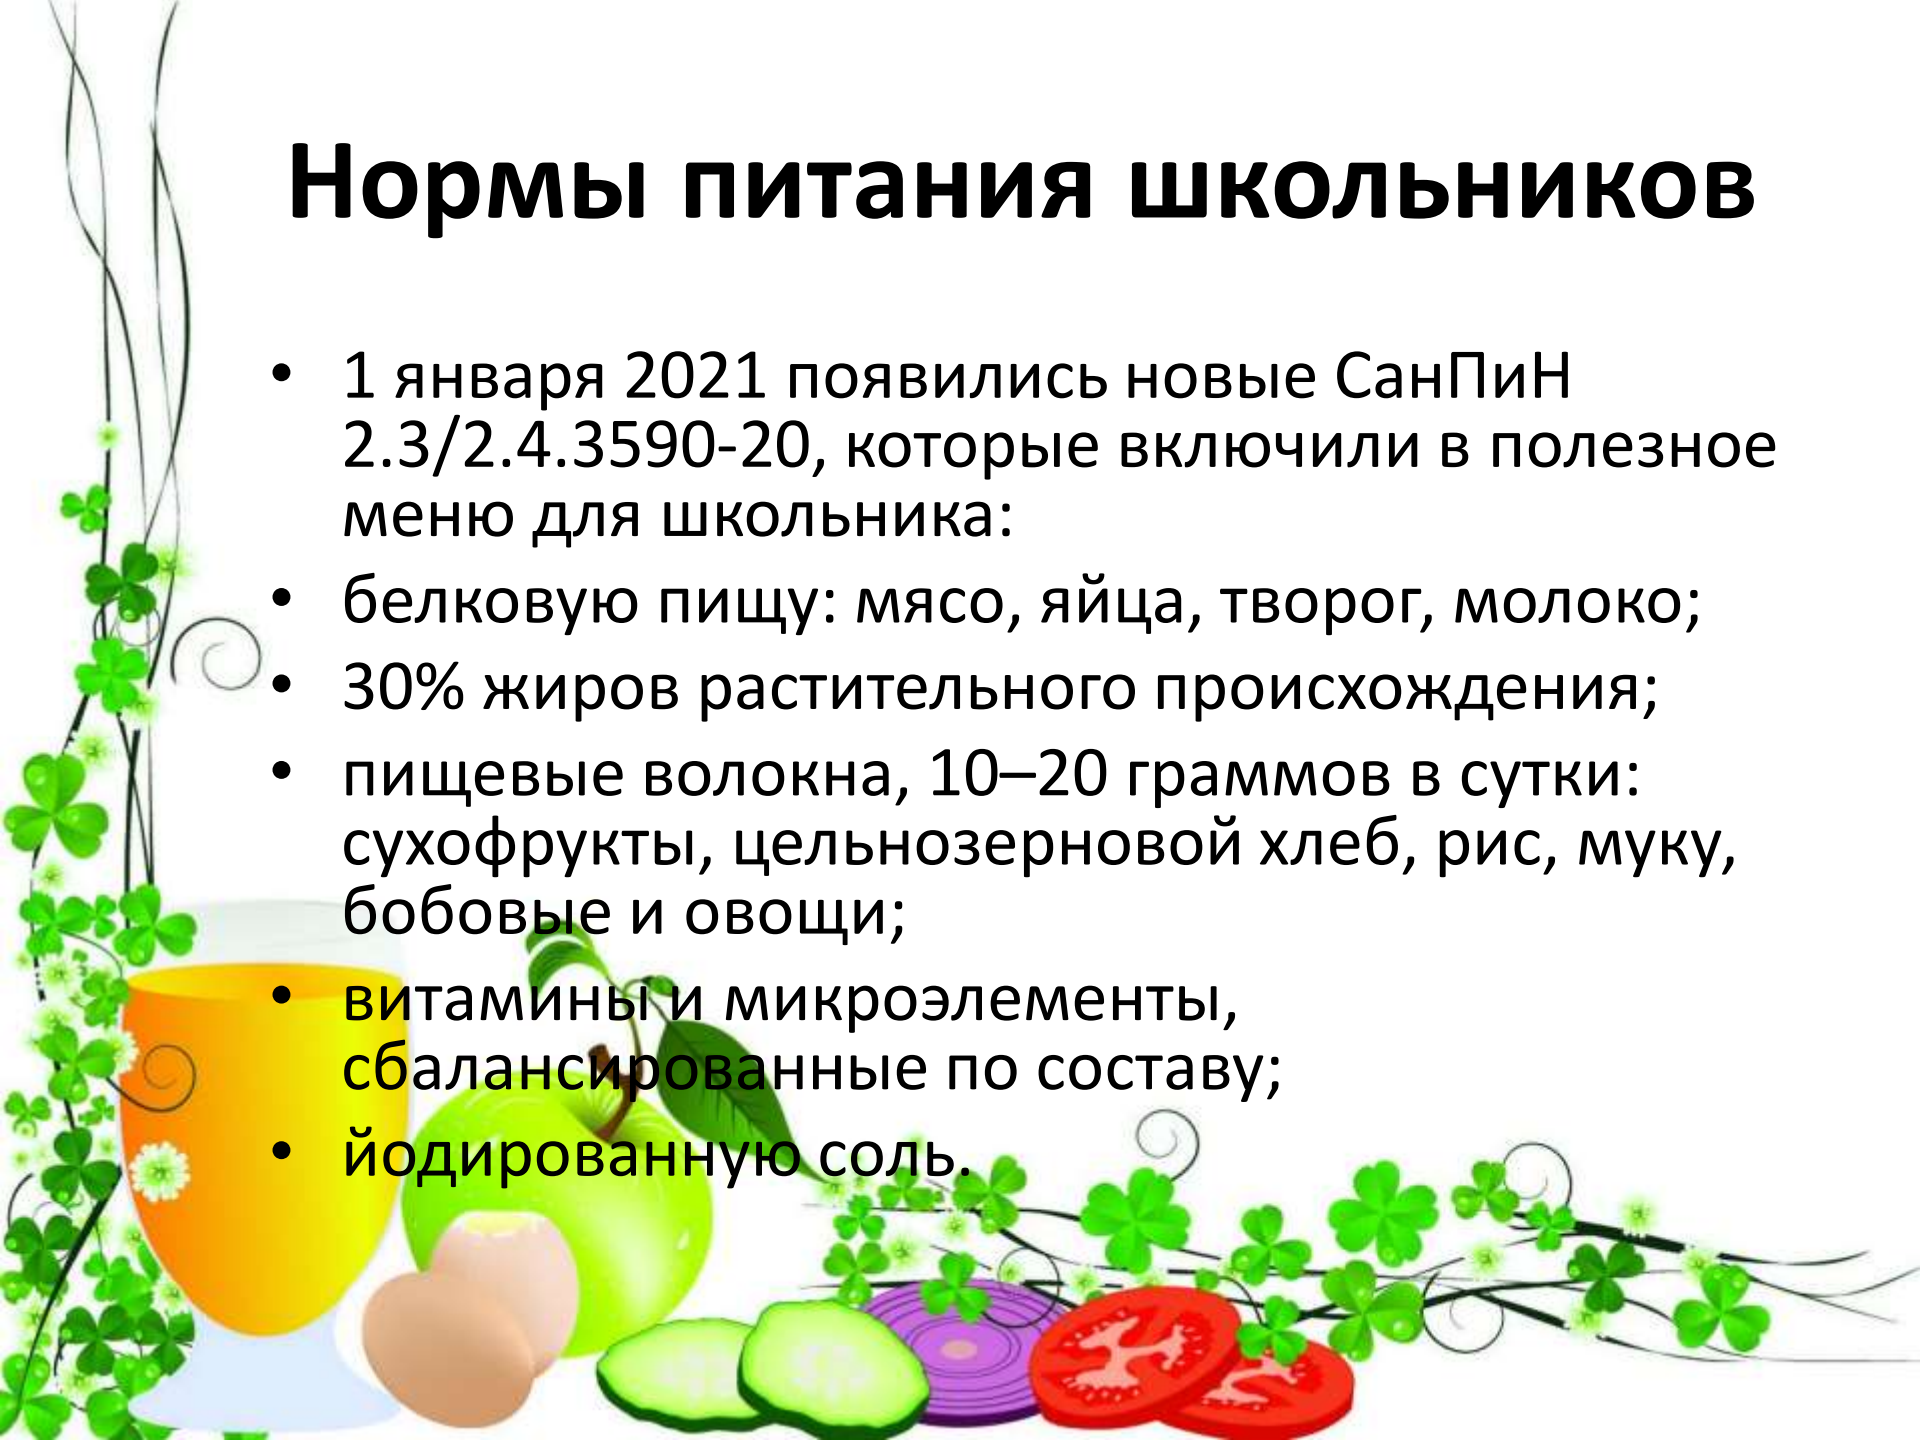 Нормы питания школьников
• 1 января 2021 появились новые СанПиН
2.3/2.4.3590-20, которые включили в полезное
меню для школьника:
• белковую пищу: мясо, яйца, творог, молоко;
• 30% жиров растительного происхождения;
• пищевые волокна, 10–20 граммов в сутки:
сухофрукты, цельнозерновой хлеб, рис, муку,
бобовые и овощи;
• витамины и микроэлементы,
сбалансированные по составу;
• йодированную соль.